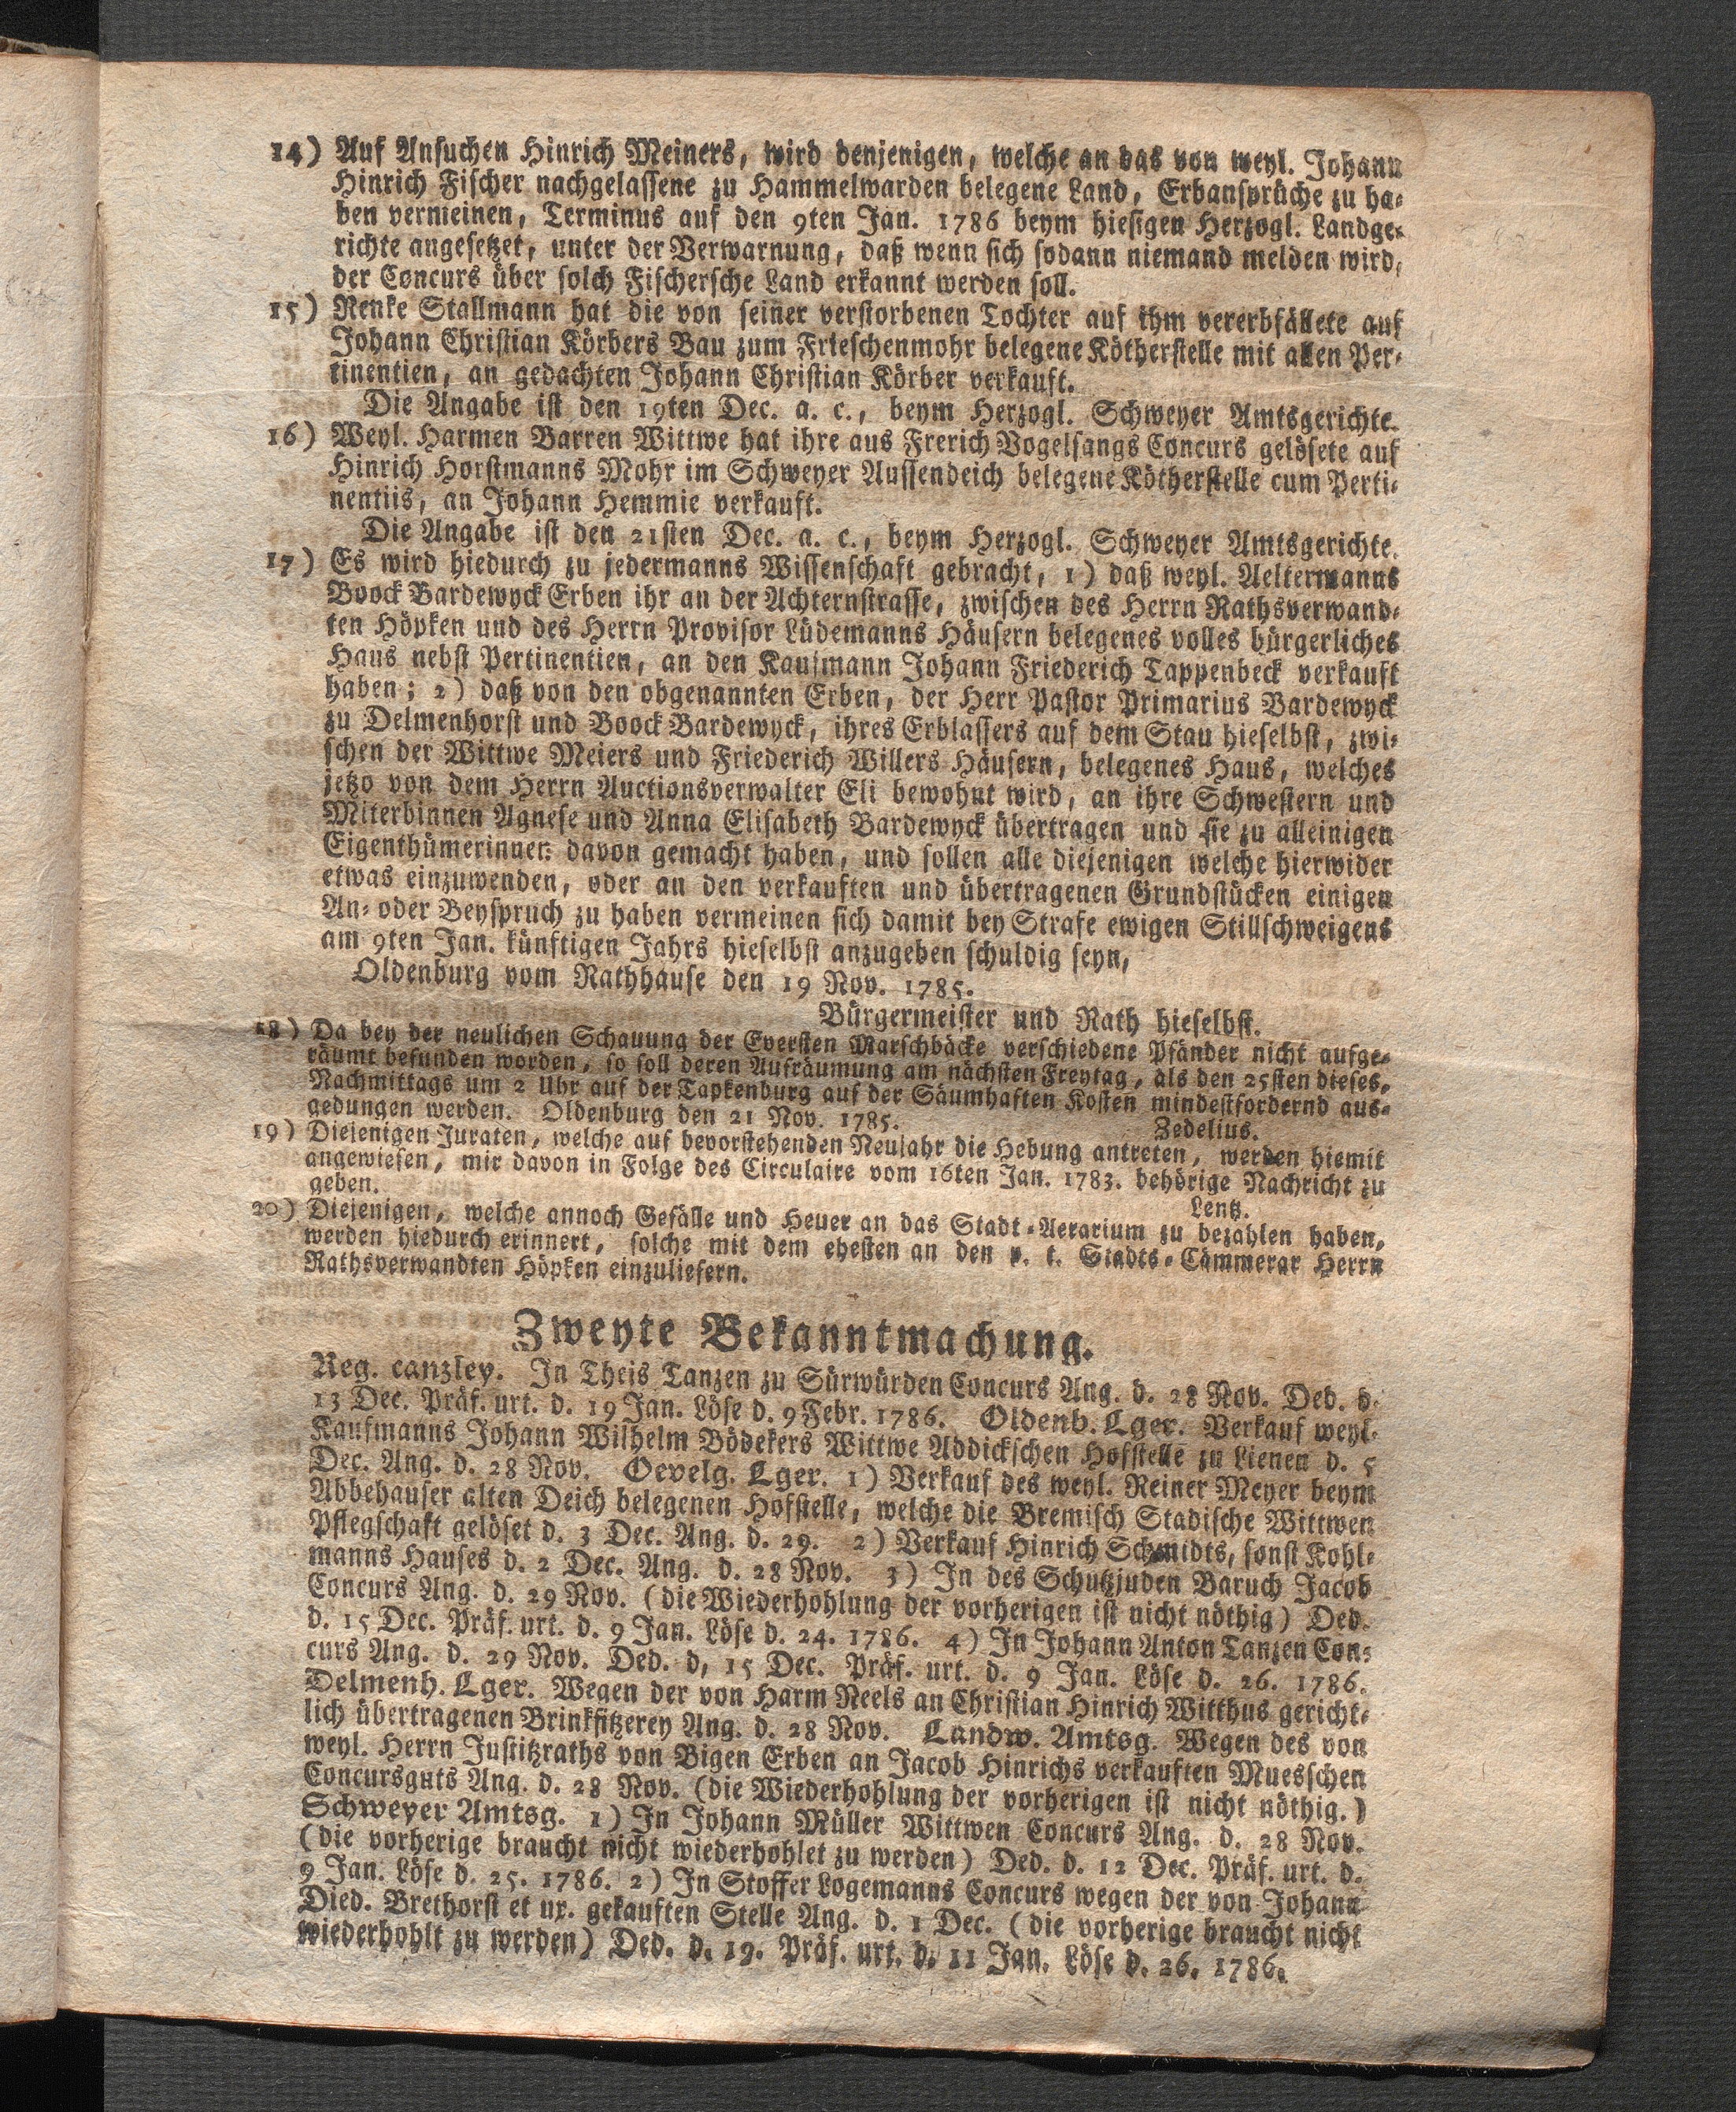 14) Auf Ansuchen Hinrich Meiners, wird denjenigen, welche an das von weyl. Johann
Hinrich Fischer nachgelassene zu Hammelwarden belegene Land, Erbansprüche zu ha-
ben vermeinen, Terminus auf den 9ten Jan. 1786 beym hiesigen Herzogl. Landge-
richte angesetzet, unter der Verwarnung, daß wenn sich sodann niemand melden wird,
der Concurs über solch Fischersche Land erkannt werden soll.
15) Renke Stallmann hat die von seiner verstorbenen Tochter auf ihm vererbfällete auf
Johann Christian Körbers Bau zum Frieschenmohr belegene Kötherstelle mit allen Per-
tinentien, an gedachten Johann Christian Körber verkauft.
Die Angabe ist den 19ten Dec. a. c., beym Herzogl. Schweyer Amtsgerichte.
16) Weyl. Harmen Barren Wittwe hat ihre aus Frerich Vogelsangs Concurs gelösete auf
Hinrich Horstmanns Mohr im Schweyer Aussendeich belegene Kötherstelle cum Perti-
nentiis, an Johann Hemmie verkauft.
Die Angabe ist den 21sten Dec. a. c., beym Herzogl. Schweyer Amtsgerichte.
17) Es wird hiedurch zu jedermanns Wissenschaft gebracht, 1) daß weyl. Aeltermanns
Boock Bardewyck Erben ihr an der Achternstrasse, zwischen des Herrn Rathsverwand-
ten Höpken und des Herrn Provisor Lüdemanns Häusern belegenes volles bürgerliches
Haus nebst Pertinentien, an den Kaufmann Johann Friederich Tappenbeck verkauft
haben; 2) daß von den obgenannten Erben, der Herr Pastor Primarius Bardewyck
zu Delmenhorst und Boock Bardewyck, ihres Erblassers auf dem Stau hieselbst, zwi-
schen der Wittwe Meiers und Friederich Willers Häusern, belegenes Haus, welches
jetzo von dem Herrn Auctionsverwalter Eli bewohnt wird, an ihre Schwestern und
Miterbinnen Agnese und Anna Elisabeth Bardewyck übertragen und sie zu alleinigen
Eigenthümerinnen davon gemacht haben, und sollen alle diejenigen welche hierwider
etwas einzuwenden, oder an den verkauften und übertragenen Grundstücken einigen
An- oder Beyspruch zu haben vermeinen sich damit bey Strafe ewigen Stillschweigens
am 9ten Jan. künftigen Jahrs hieselbst anzugeben schuldig seyn,
Oldenburg vom Rathhause den 19 Nov. 1785.
Bürgermeister und Rath hieselbst.
18) Da bey der neulichen Schauung der Eversten Marschbäcke verschiedene Pfänder nicht aufge-
räumt befunden worden, so soll deren Aufräumung am nächsten Freytag, als den 25sten dieses,
Nachmittags um 2 Uhr auf der Tapkenburg auf der Säumhaften Kosten mindestfordernd aus-
gedungen werden. Oldenburg den 21 Nov. 1785. Zedelius.
19) Diejenigen Juraten, welche auf bevorstehenden Neujahr die Hebung antreten, werden hiemit
angewiesen, mir davon in Folge des Circulaire vom 16ten Jan. 1783. behörige Nachricht zu
geben. Lentz.
20) Diejenigen, welche annoch Gefälle und Heuer an das Stadt-Aerarium zu bezahlen haben,
werden hiedurch erinnert, solche mit dem ehesten an den p. t. Stadts-Cämmerar Herrn
Rathsverwandten Höpken einzuliefern.
Zweyte Bekanntmachung.
Reg. canzley. In Theis Tanzen zu Sürwürden Concurs Ang. d. 28 Nov. Ded. d.
13 Dec. Präf. urt. d. 19 Jan. Löse d. 9 Febr. 1786. Oldenb. Lger. Verkauf weyl.
Kaufmanns Johann Wilhelm Bödekers Wittwe Addickschen Hofstelle zu Lienen d. 5
Dec. Ang. d. 28 Nov. Oevelg. Lger. 1) Verkauf des weyl. Reiner Meyer beym
Abbehauser alten Deich belegenen Hofstelle, welche die Bremisch Stadische Wittwen
Pflegschaft gelöset d. 3 Dec. Ang. d. 29. 2) Verkauf Hinrich Schmidts, sonst Kohl-
manns Hauses d. 2 Dec. Ang. d. 28 Nov. 3) In des Schutzjuden Baruch Jacob
Concurs Ang. d. 29 Nov. (die Wiederhohlung der vorherigen ist nicht nöthig) Ded.
d. 15 Dec. Präf. urt. d. 9 Jan. Löse d. 24. 1786. 4) In Johann Anton Tanzen Con-
curs Ang. d. 29 Nov. Ded. d, 15 Dec. Präf. urt. d. 9 Jan. Löse d. 26. 1786.
Delmenh. Lger. Wegen der von Harm Neels an Christian Hinrich Witthus gericht-
lich übertragenen Brinksitzerey Ang. d. 28 Nov. Landw. Amtsg. Wegen des von
weyl. Herrn Justitzraths von Bigen Erben an Jacob Hinrichs verkauften Muesschen
Concursguts Ang. d. 28 Nov. (die Wiederhohlung der vorherigen ist nicht nöthig.)
Schweyer Amtsg. 1) In Johann Müller Wittwen Concurs Ang. d. 28 Nov.
(die vorherige braucht nicht wiederhohlet zu werden) Ded. d. 12 Dec. Präf. urt. d.
9 Jan. Löse d. 25. 1786. 2) In Stoffer Logemanns Concurs wegen der von Johann
Died. Brethorst et ux. gekauften Stelle Ang. d. 1 Dec. (die vorherige braucht nicht
wiederhohlt zu werden) Ded. d. 19. Präf. urt. d. 11 Jan. Löse d. 26. 1786.